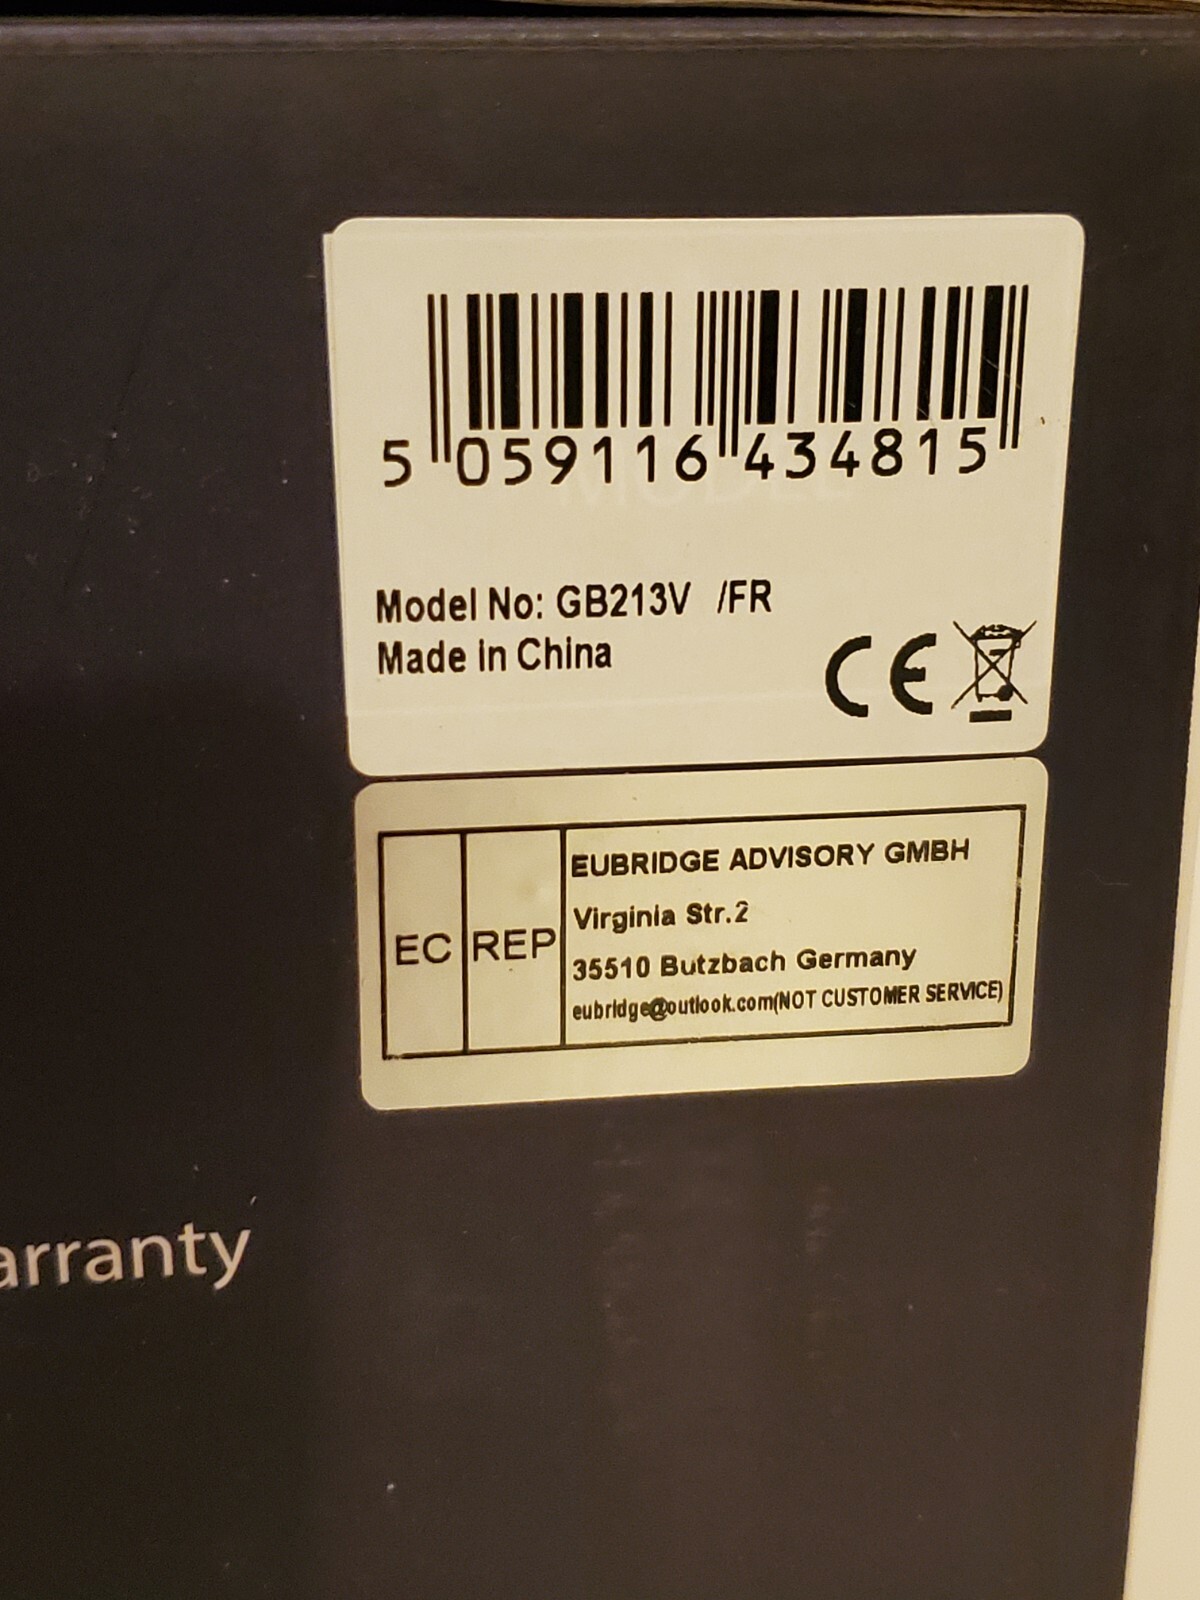 5 059116 434815
Model No: GB213V /FR
Made in China
CE
EC REP
EUBRIDGE ADVISORY GMBH
Virginia Str.2
35510 Butzbach Germany
eubridge@outlook.com(NOT CUSTOMER SERVICE)
arranty